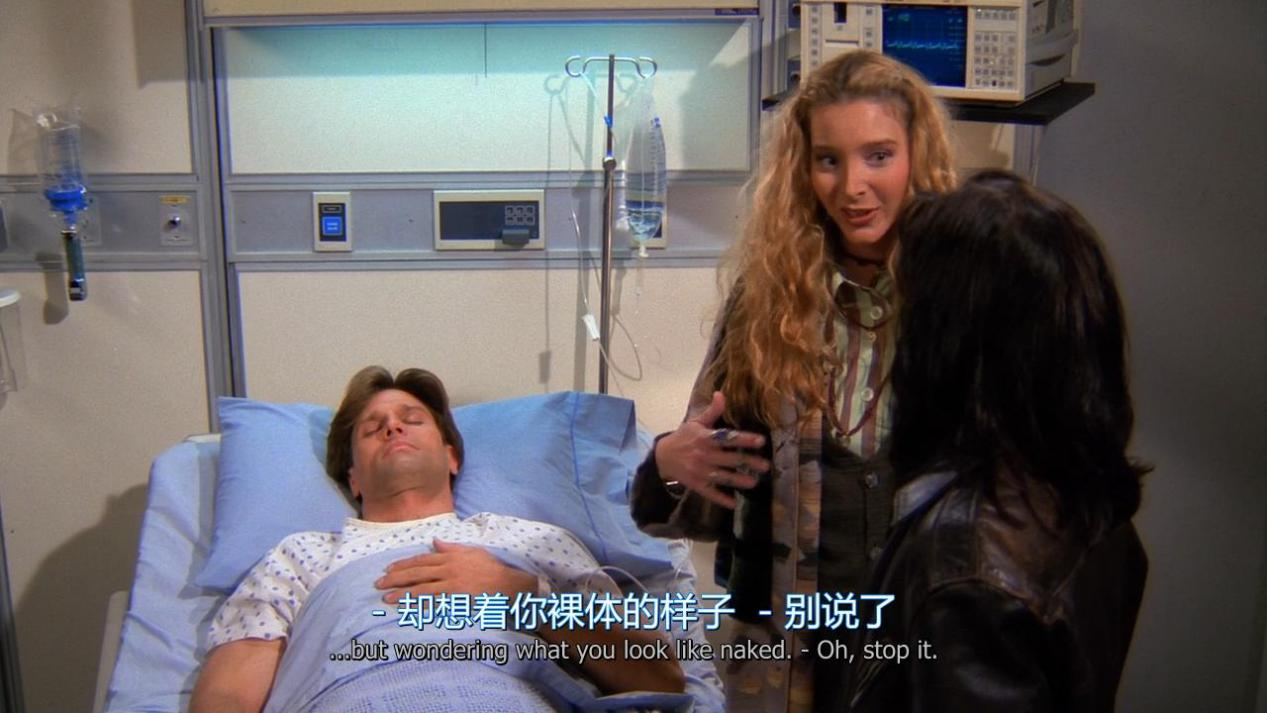 - 却想着你裸体的样子 - 别说了
...but wondering what you look like naked. - Oh, stop it.